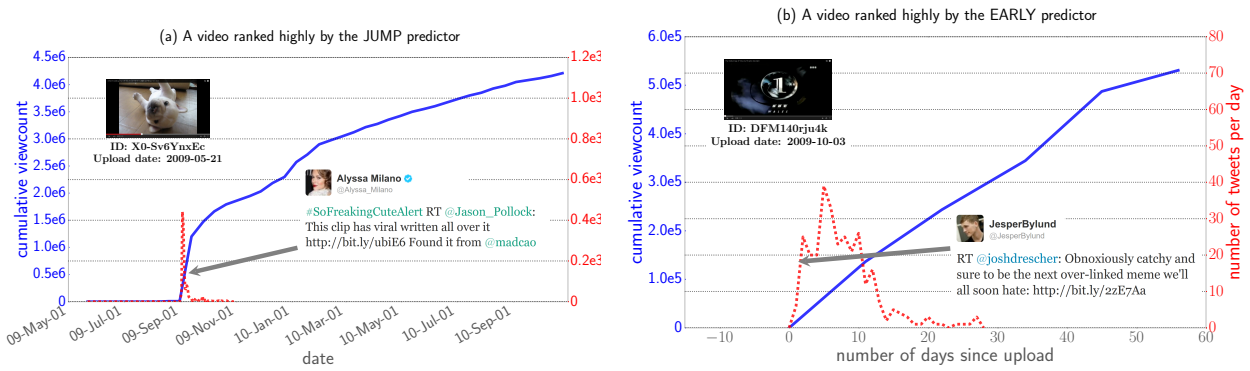 (a) A video ranked highly by the JUMP predictor
4.5e6
4.0e6
3.5e6
3.0e6
2.5e6
2.0e6
1.5e6
1.0e6
0.5e6
0
cumulative viewcount
1.2e3
1.0e3
0.8e3
0.6e3
0.4e3
0.2e3
0
ID: X0-Sv6YnxEc
Upload date: 2009-05-21
Alyssa Milano
@Alyssa_Milano
#SoFreakingCuteAlert RT @Jason_Pollock:
This clip has viral written all over it
http://bit.ly/ubiE6 Found it from @madcao
09-May-01
09-Jul-01
09-Sep-01
09-Nov-01
10-Jan-01
10-Mar-01
10-May-01
10-Jul-01
10-Sep-01
date
(b) A video ranked highly by the EARLY predictor
6.0e5
5.0e5
4.0e5
3.0e5
2.0e5
1.0e5
0
cumulative viewcount
80
70
60
50
40
30
20
10
0
number of tweets per day
1
ID: DFM140rju4k
Upload date: 2009-10-03
JesperBylund
@JesperBylund
RT @joshdrescher: Obnoxiously catchy and
sure to be the next over-linked meme we'll
all soon hate: http://bit.ly/2zE7Aa
−10
0
10
20
30
40
50
60
number of days since upload